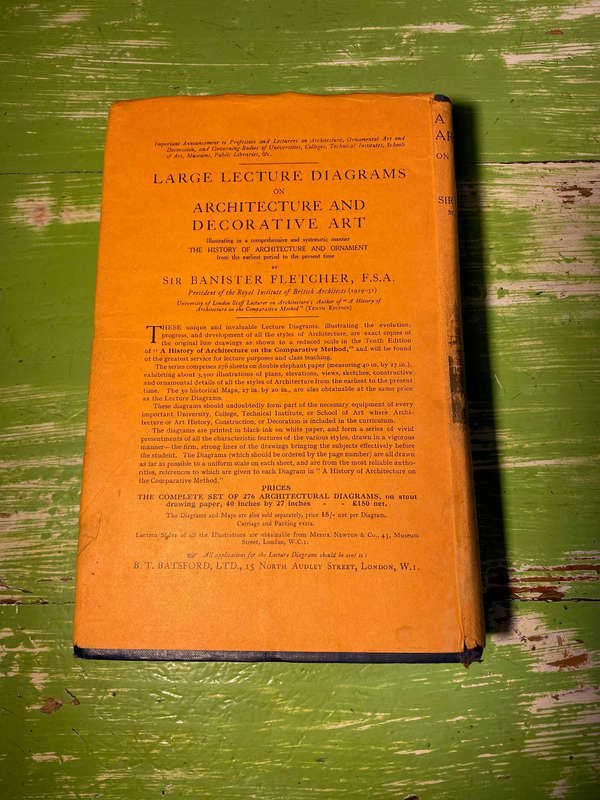 Important Announcement to Professors and Lecturers on Architecture, Ornamental Art and
Decoration, and Governing Bodies of Universities, Colleges, Technical Institutes, Schools
of Art, Museums, Public Libraries, &c.
LARGE LECTURE DIAGRAMS
ON
ARCHITECTURE AND
DECORATIVE ART
Illustrating in a comprehensive and systematic manner
THE HISTORY OF ARCHITECTURE AND ORNAMENT
from the earliest period to the present time
BY
SIR BANISTER FLETCHER, F.S.A.
President of the Royal Institute of British Architects (1929-31)
University of London Staff Lecturer on Architecture; Author of "A History of
Architecture on the Comparative Method" (Tenth Edition)
THESE unique and invaluable Lecture Diagrams, illustrating the evolution,
progress, and development of all the styles of Architecture, are exact copies of
the original line drawings as shown to a reduced scale in the Tenth Edition
of "A History of Architecture on the Comparative Method," and will be found
of the greatest service for lecture purposes and class teaching.
The series comprises 276 sheets on double elephant paper (measuring 40 in. by 27 in.),
exhibiting about 3,500 illustrations of plans, elevations, views, sketches, constructive
and ornamental details of all the styles of Architecture from the earliest to the present
time. The 30 historical Maps, 27 in. by 20 in., are also obtainable at the same price
as the Lecture Diagrams.
These diagrams should undoubtedly form part of the necessary equipment of every
important University, College, Technical Institute, or School of Art where Archi-
tecture or Art History, Construction, or Decoration is included in the curriculum.
The diagrams are printed in black ink on white paper, and form a series of vivid
presentments of all the characteristic features of the various styles, drawn in a vigorous
manner—the firm, strong lines of the drawings bringing the subjects effectively before
the student. The Diagrams (which should be ordered by the page number) are all drawn
as far as possible to a uniform scale on each sheet, and are from the most reliable autho-
rities, references to which are given to each Diagram in "A History of Architecture on
the Comparative Method."
PRICES
THE COMPLETE SET OF 276 ARCHITECTURAL DIAGRAMS, on stout
drawing paper, 40 inches by 27 inches - - £150 net.
The Diagrams and Maps are also sold separately, price 15/- net per Diagram.
Carriage and Packing extra.
Lantern Slides of all the Illustrations are obtainable from Messrs. Newton & Co., 43, Museum
Street, London, W.C.1.
All applications for the Lecture Diagrams should be sent to:
B. T. BATSFORD, LTD., 15 North Audley Street, London, W.1.
A
ON